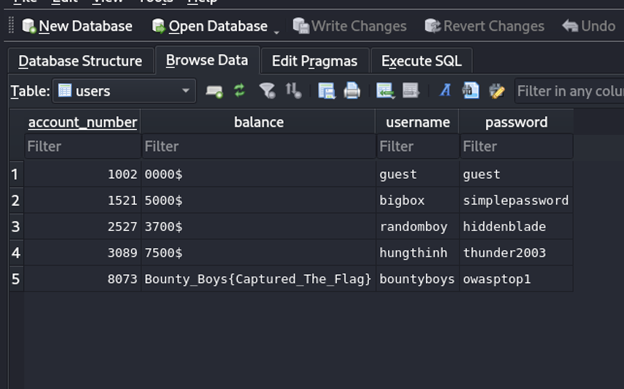 File Edit View Tools Help
New Database Open Database Write Changes Revert Changes Undo
Database Structure Browse Data Edit Pragmas Execute SQL
Table: users Filter in any colu
account_number balance username password
Filter Filter Filter Filter
1 1002 0000$ guest guest
2 1521 5000$ bigbox simplepassword
3 2527 3700$ randomboy hiddenblade
4 3089 7500$ hungthinh thunder2003
5 8073 Bounty_Boys{Captured_The_Flag} bountyboys owasptop1